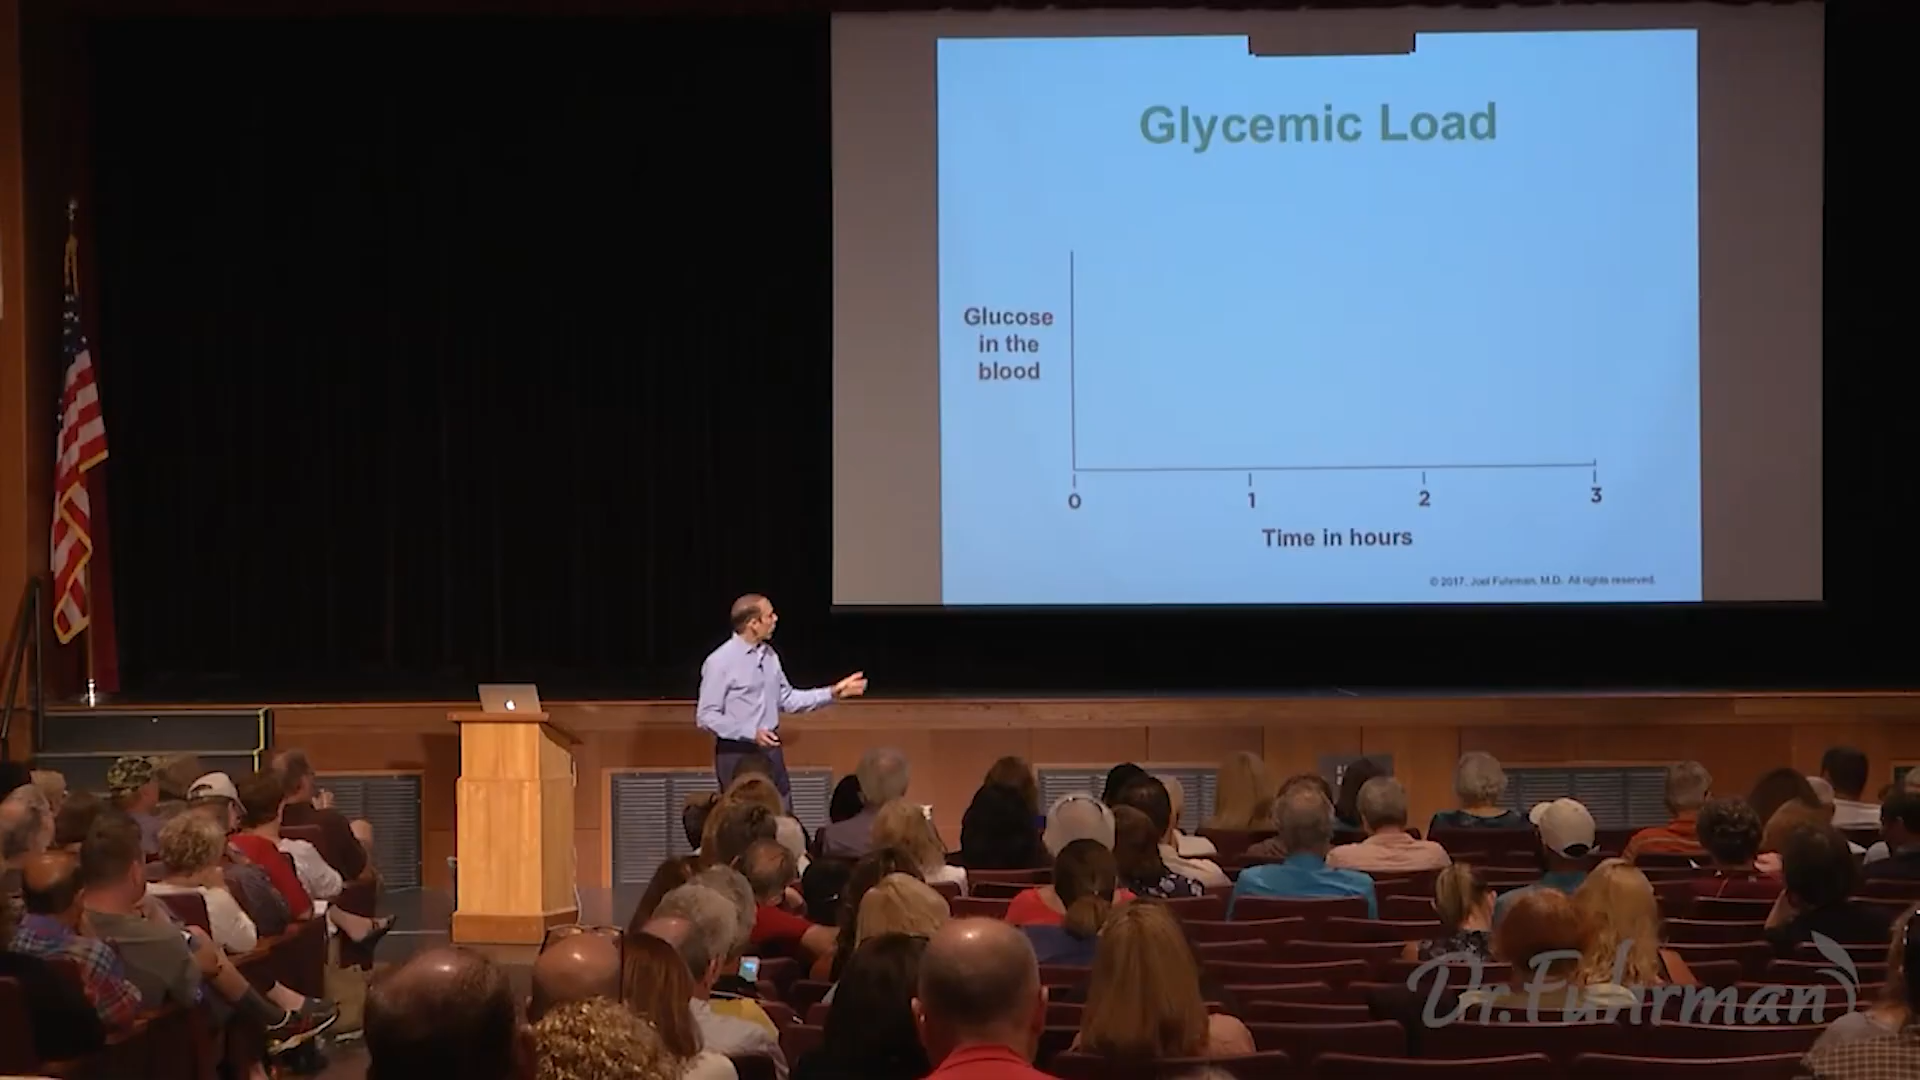 Glycemic Load
Glucose
in the
blood
0 1 2 3
Time in hours
© 2017, Joel Fuhrman, M.D. All rights reserved.
Dr. Fuhrman